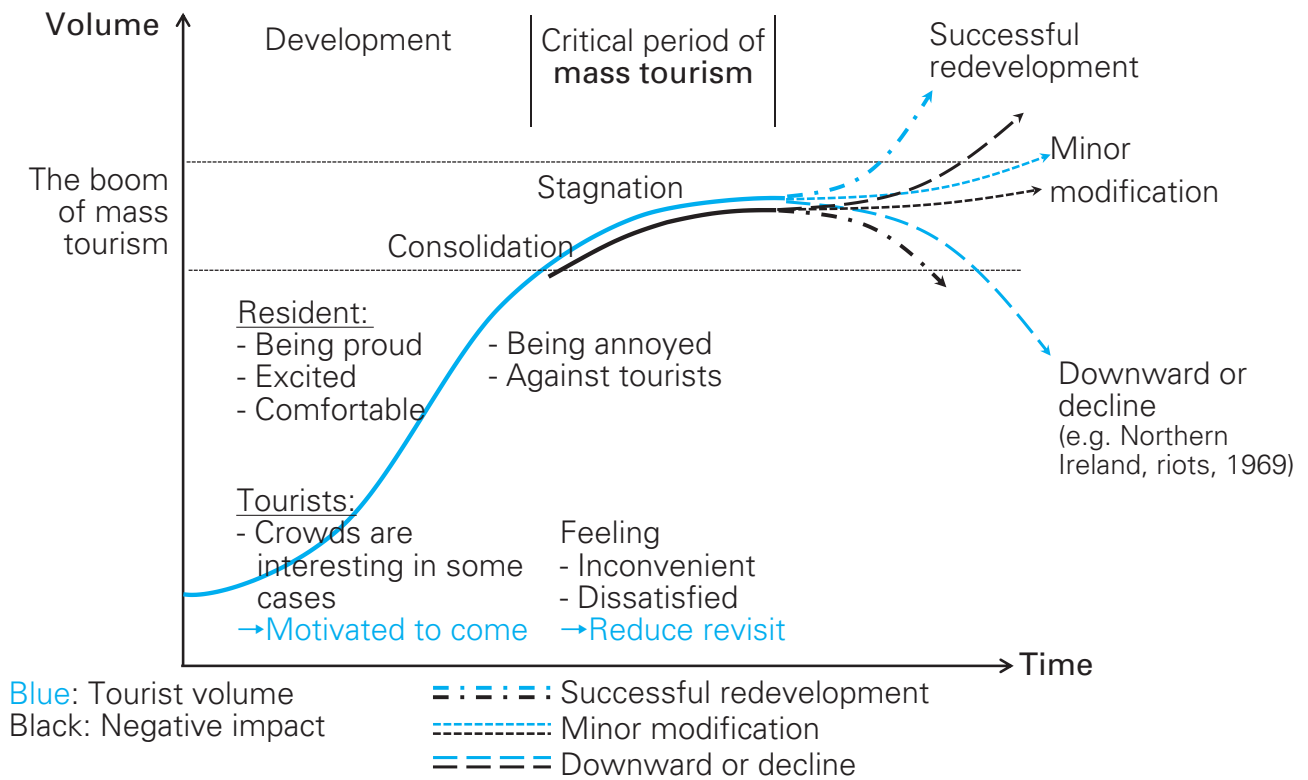 Volume
Development
Critical period of
mass tourism
Successful
redevelopment
The boom
of mass
tourism
Stagnation
Consolidation
Minor
modification
Resident:
- Being proud
- Excited
- Comfortable
- Being annoyed
- Against tourists
Downward or
decline
(e.g. Northern
Ireland, riots, 1969)
Tourists:
- Crowds are
interesting in some
cases
→Motivated to come
Feeling
- Inconvenient
- Dissatisfied
→Reduce revisit
Time
Blue: Tourist volume
Black: Negative impact
Successful redevelopment
Minor modification
Downward or decline